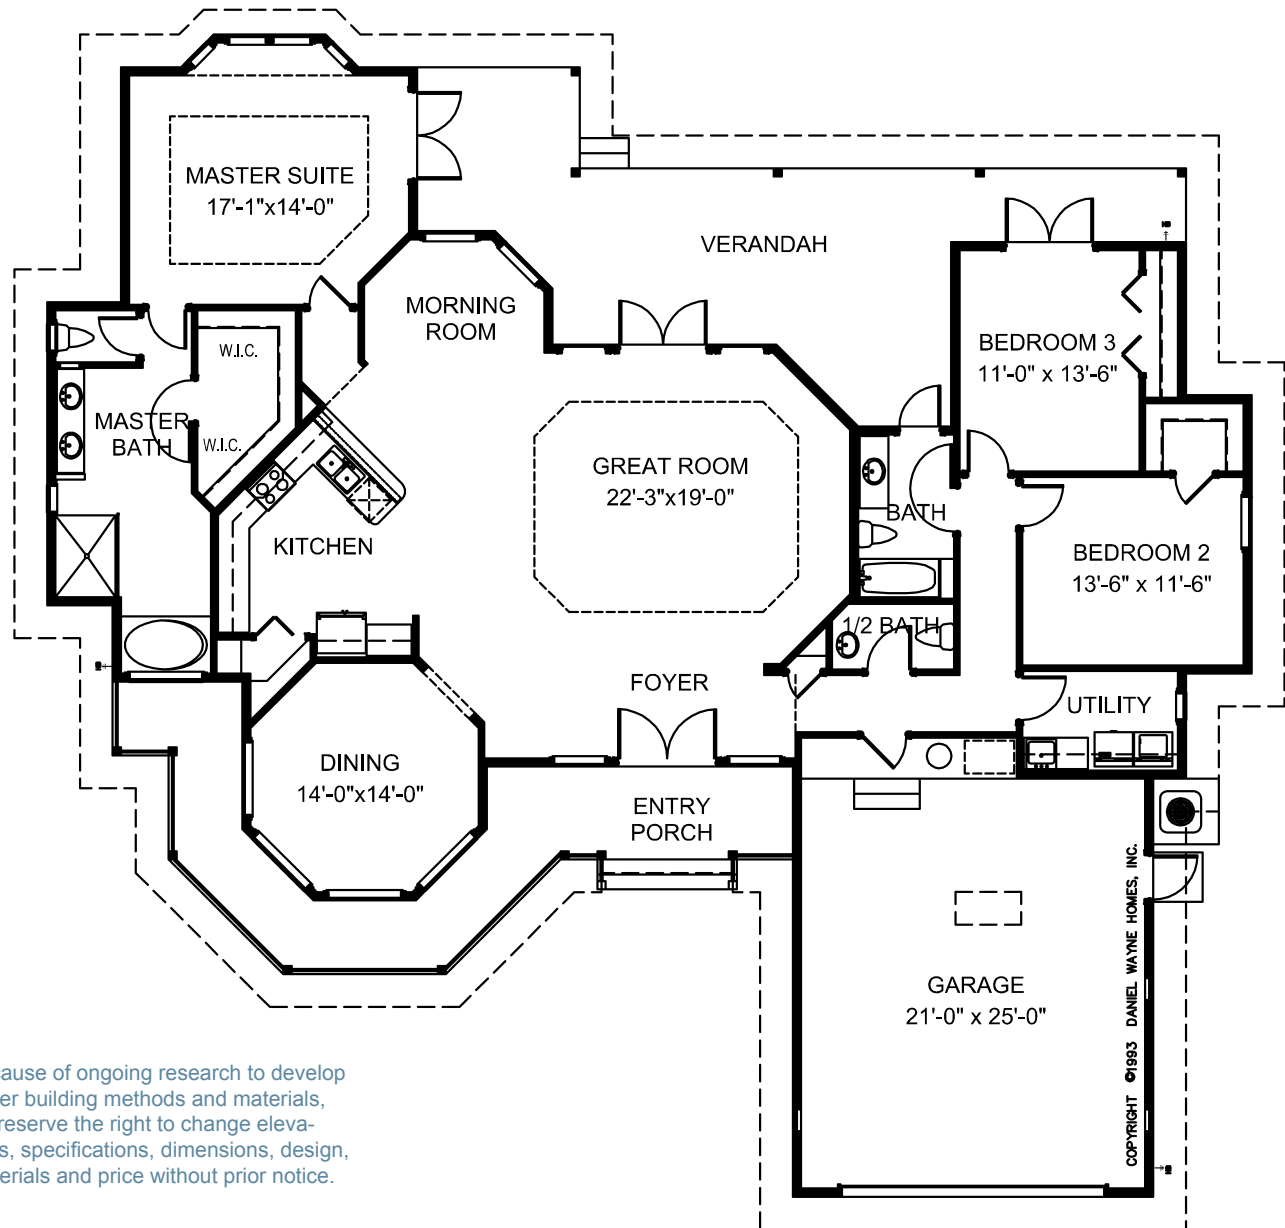 MASTER SUITE
17'-1"x14'-0"
VERANDAH
MORNING
ROOM
BEDROOM 3
11'-0" x 13'-6"
W.I.C.
MASTER
BATH
W.I.C.
GREAT ROOM
22'-3"x19'-0"
BATH
KITCHEN
BEDROOM 2
13'-6" x 11'-6"
1/2 BATH
FOYER
UTILITY
DINING
14'-0"x14'-0"
ENTRY
PORCH
GARAGE
21'-0" x 25'-0"
COPYRIGHT ©1993 DANIEL WAYNE HOMES, INC.
cause of ongoing research to develop
er building methods and materials,
reserve the right to change eleva-
s, specifications, dimensions, design,
erials and price without prior notice.